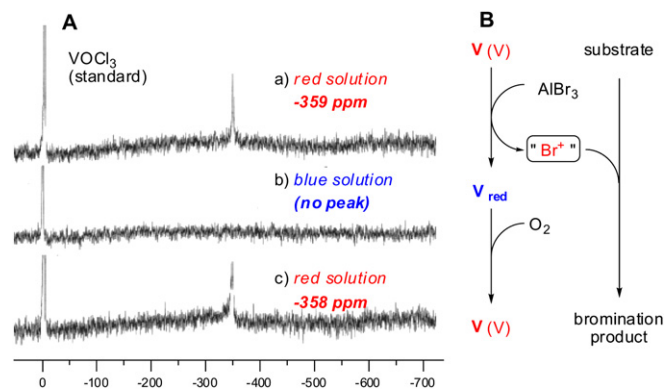 A
VOCl3
(standard)
a) red solution
-359 ppm
b) blue solution
(no peak)
c) red solution
-358 ppm
0 -100 -200 -300 -400 -500 -600 -700
B
V (V) substrate
AlBr3
" Br+ "
V red
O2
V (V)
bromination
product